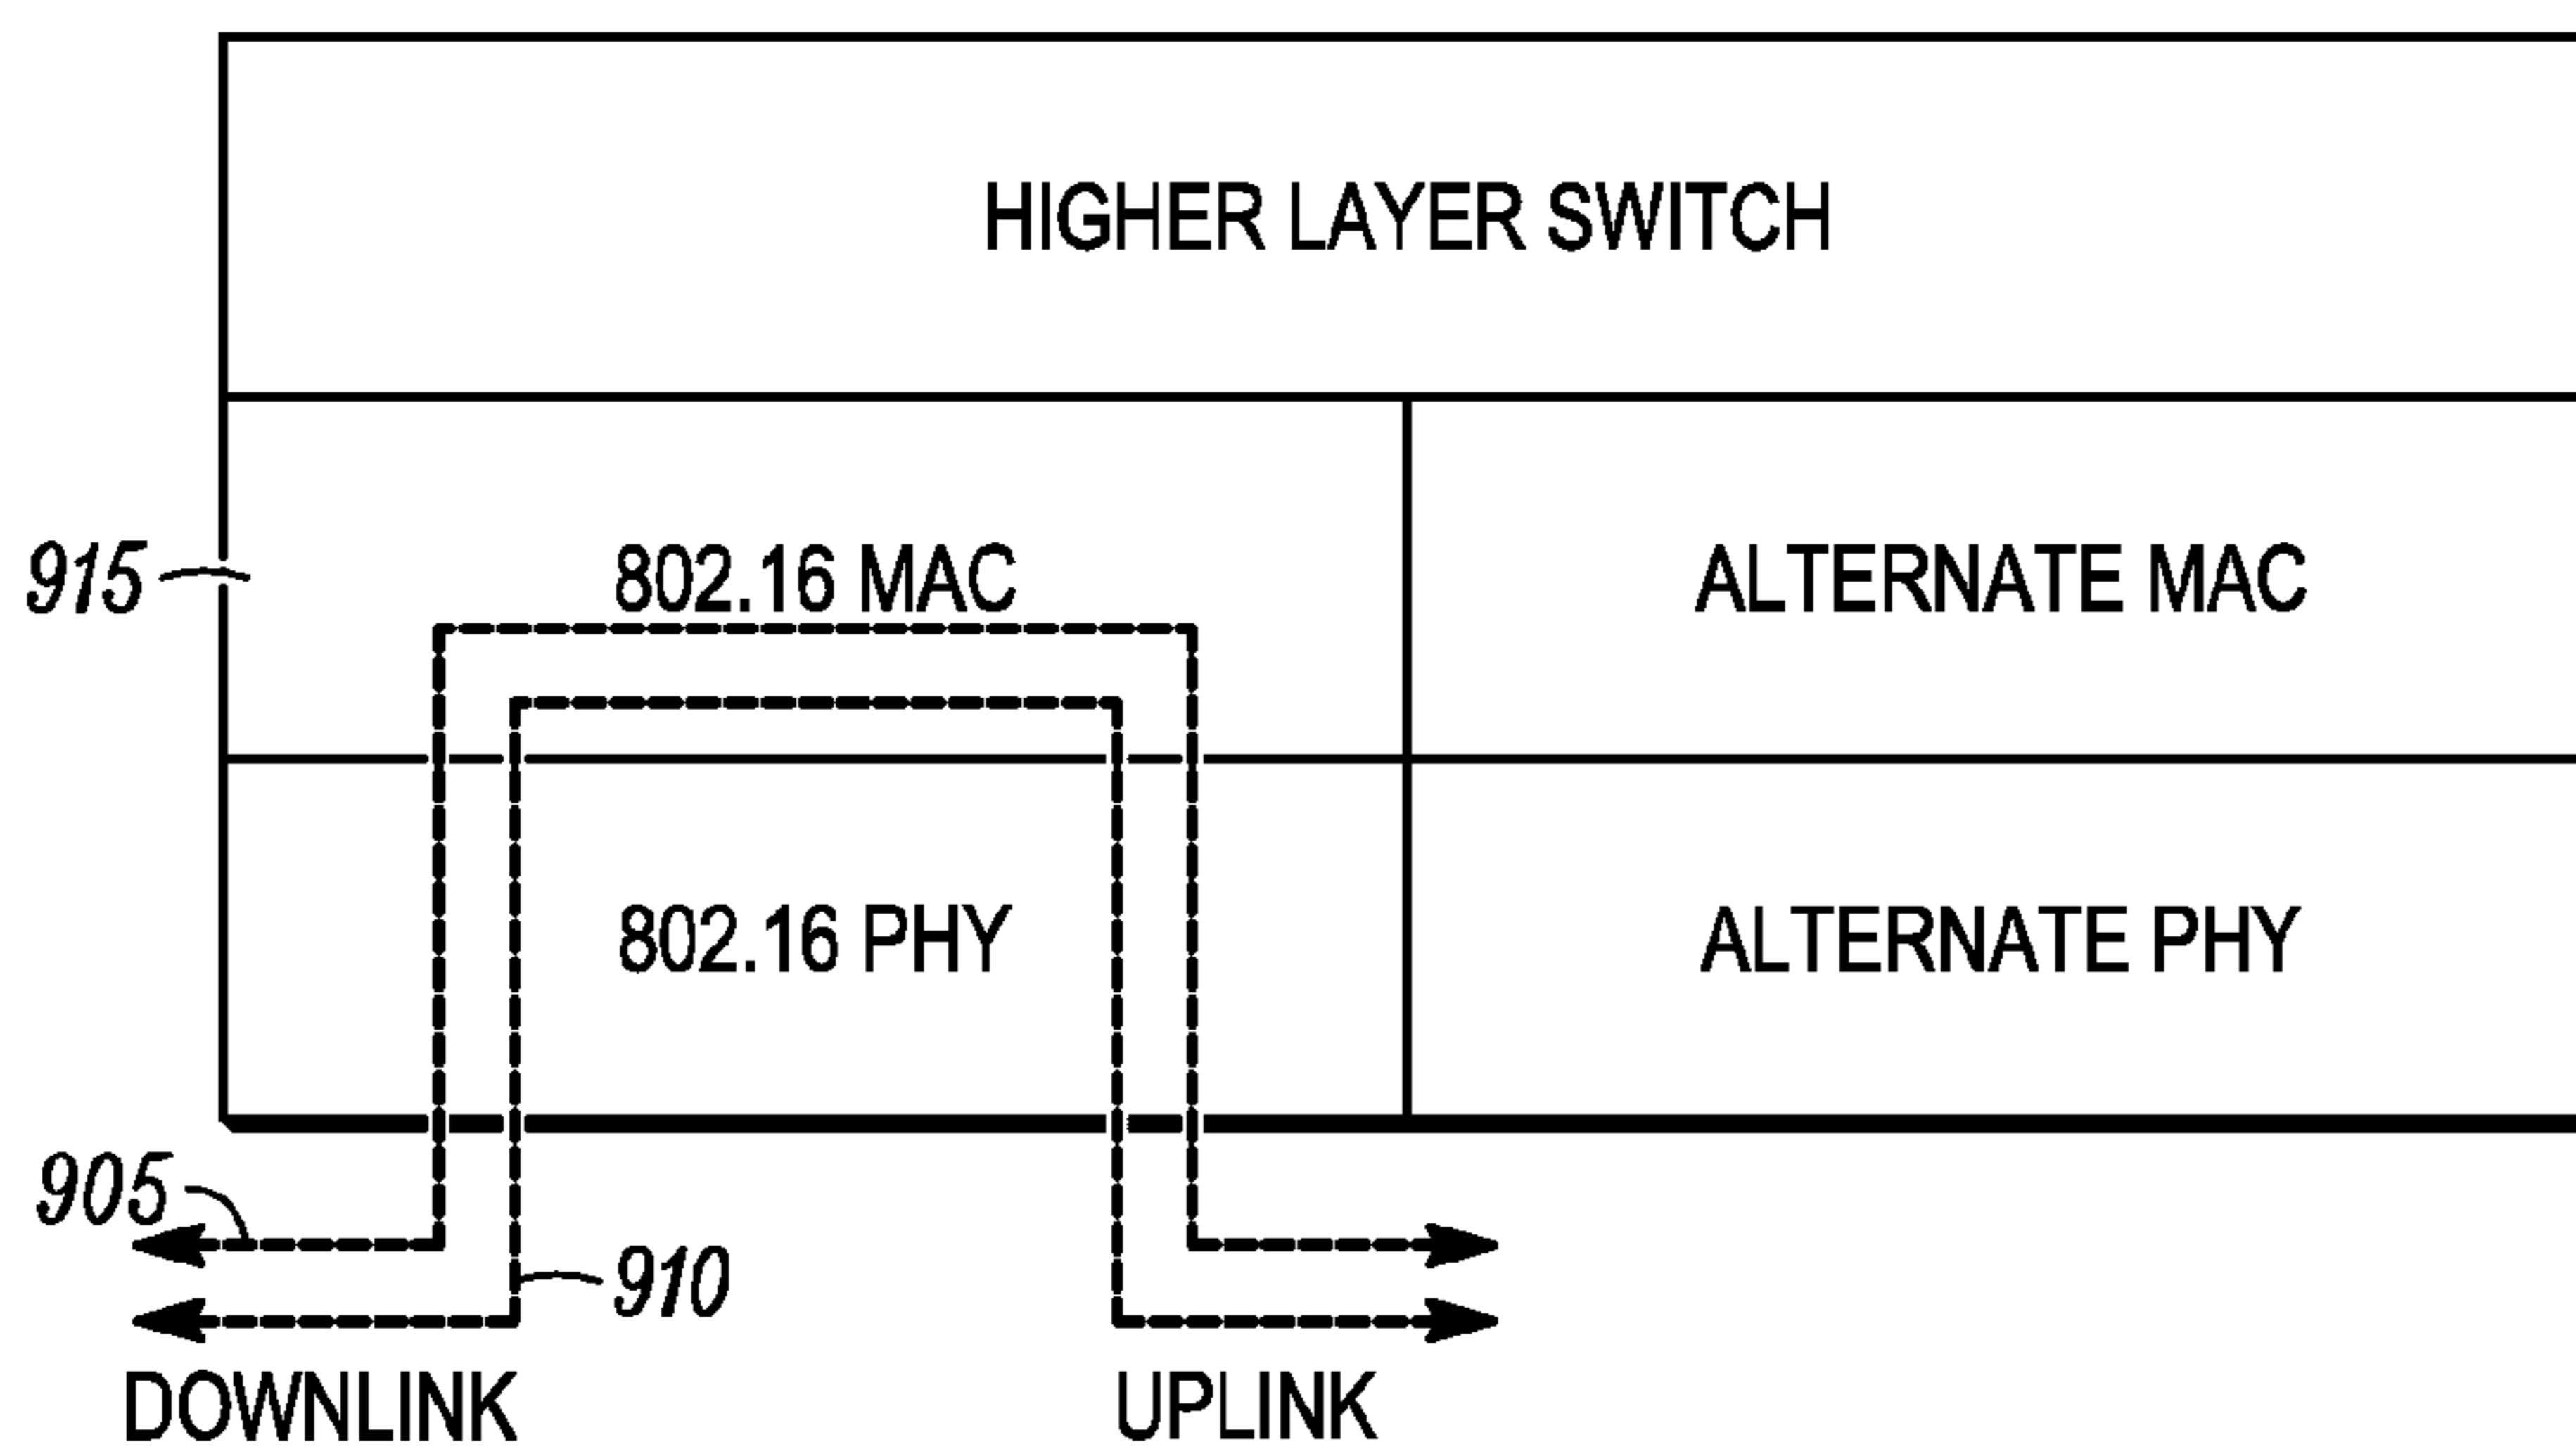 HIGHER LAYER SWITCH
915
802.16 MAC
ALTERNATE MAC
802.16 PHY
ALTERNATE PHY
905
910
DOWNLINK
UPLINK